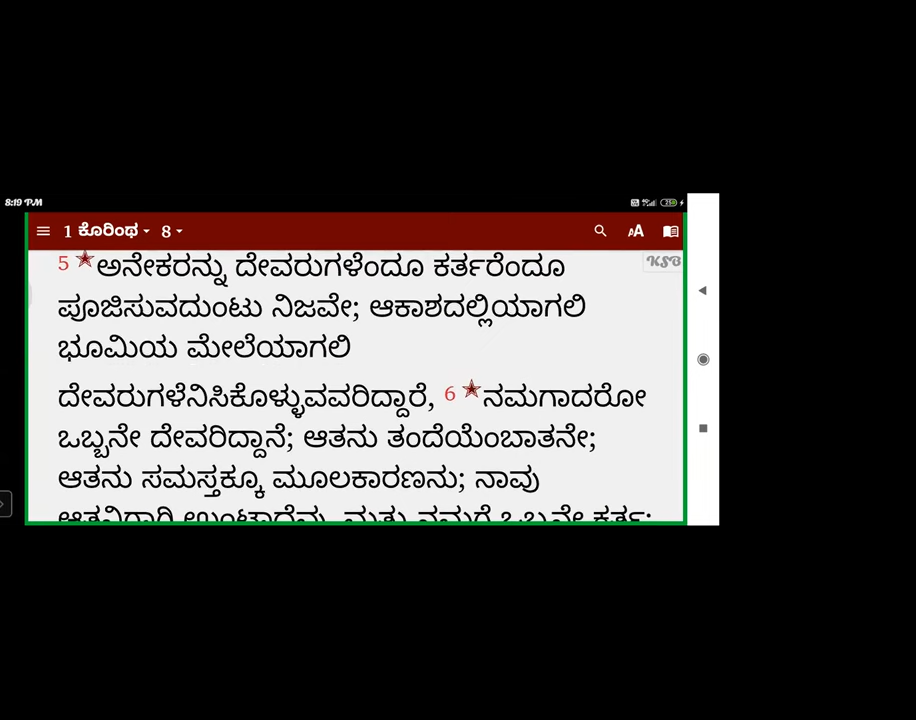 8:19 PM
1 ಕೊರಿಂಥ 8
AA
KSB
5 ★ಅನೇಕರನ್ನು ದೇವರುಗಳೆಂದೂ ಕರ್ತರೆಂದೂ
ಪೂಜಿಸುವದುಂಟು ನಿಜವೇ; ಆಕಾಶದಲ್ಲಿಯಾಗಲಿ
ಭೂಮಿಯ ಮೇಲೆಯಾಗಲಿ
ದೇವರುಗಳೆನಿಸಿಕೊಳ್ಳುವವರಿದ್ದಾರೆ, 6 ★ನಮಗಾದರೋ
ಒಬ್ಬನೇ ದೇವರಿದ್ದಾನೆ; ಆತನು ತಂದೆಯೆಂಬಾತನೇ;
ಆತನು ಸಮಸ್ತಕ್ಕೂ ಮೂಲಕಾರಣನು; ನಾವು